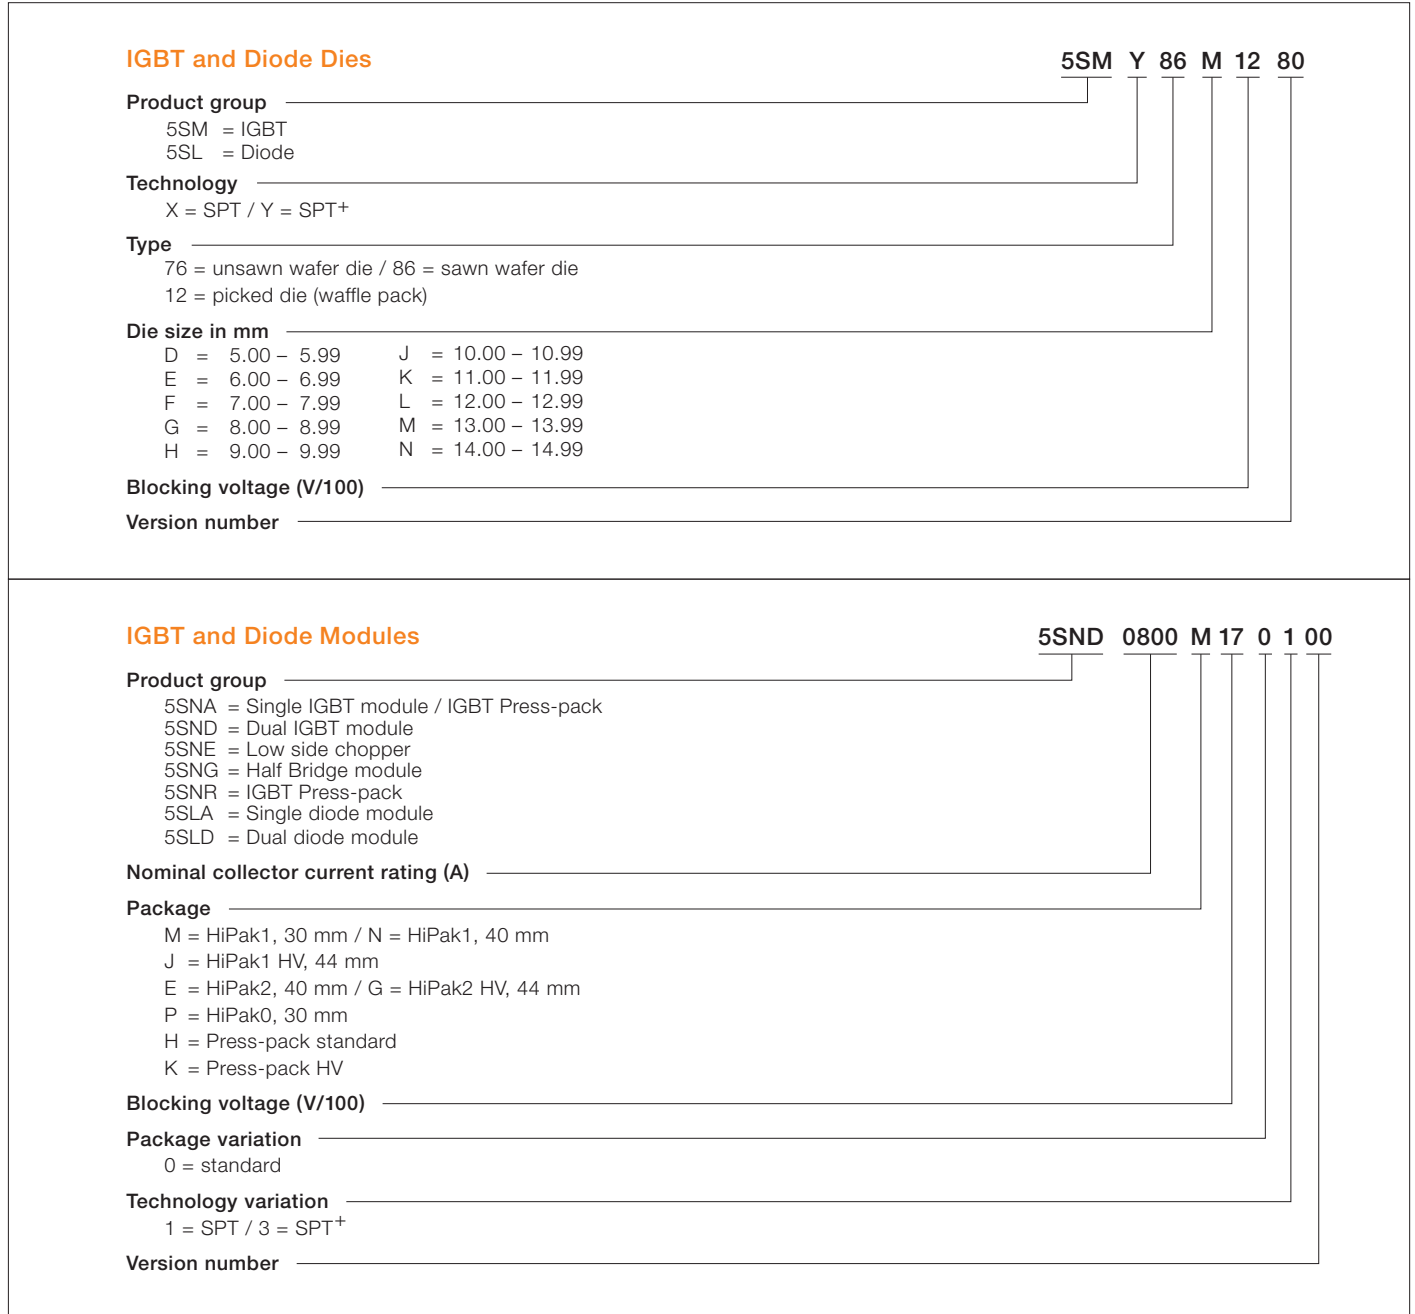 IGBT and Diode Dies
5SM Y 86 M 12 80
Product group
5SM = IGBT
5SL = Diode
Technology
X = SPT / Y = SPT+
Type
76 = unsawn wafer die / 86 = sawn wafer die
12 = picked die (waffle pack)
Die size in mm
D = 5.00 – 5.99 J = 10.00 – 10.99
E = 6.00 – 6.99 K = 11.00 – 11.99
F = 7.00 – 7.99 L = 12.00 – 12.99
G = 8.00 – 8.99 M = 13.00 – 13.99
H = 9.00 – 9.99 N = 14.00 – 14.99
Blocking voltage (V/100)
Version number
IGBT and Diode Modules
5SND 0800 M 17 0 1 00
Product group
5SNA = Single IGBT module / IGBT Press-pack
5SND = Dual IGBT module
5SNE = Low side chopper
5SNG = Half Bridge module
5SNR = IGBT Press-pack
5SLA = Single diode module
5SLD = Dual diode module
Nominal collector current rating (A)
Package
M = HiPak1, 30 mm / N = HiPak1, 40 mm
J = HiPak1 HV, 44 mm
E = HiPak2, 40 mm / G = HiPak2 HV, 44 mm
P = HiPak0, 30 mm
H = Press-pack standard
K = Press-pack HV
Blocking voltage (V/100)
Package variation
0 = standard
Technology variation
1 = SPT / 3 = SPT+
Version number